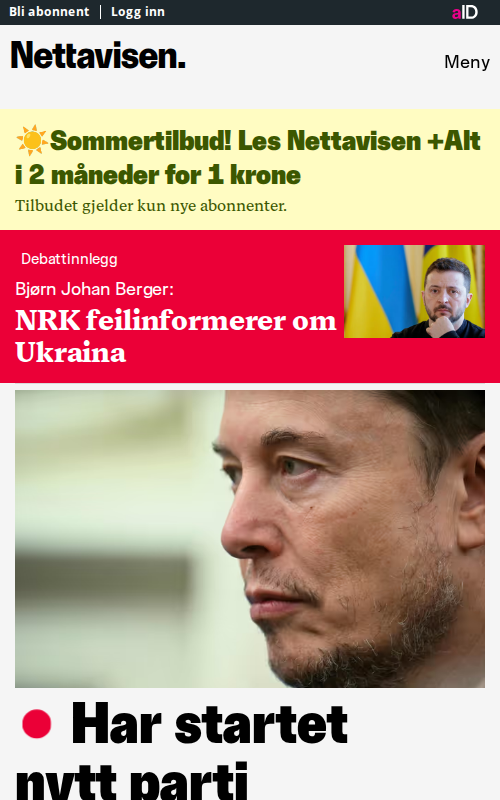 Bli abonnent
Logg inn
aID
Nettavisen.
Meny
☀️Sommertilbud! Les Nettavisen +Alt
i 2 måneder for 1 krone
Tilbudet gjelder kun nye abonnenter.
Debattinnlegg
Bjørn Johan Berger:
NRK feilinformerer om
Ukraina
Har startet
nytt parti